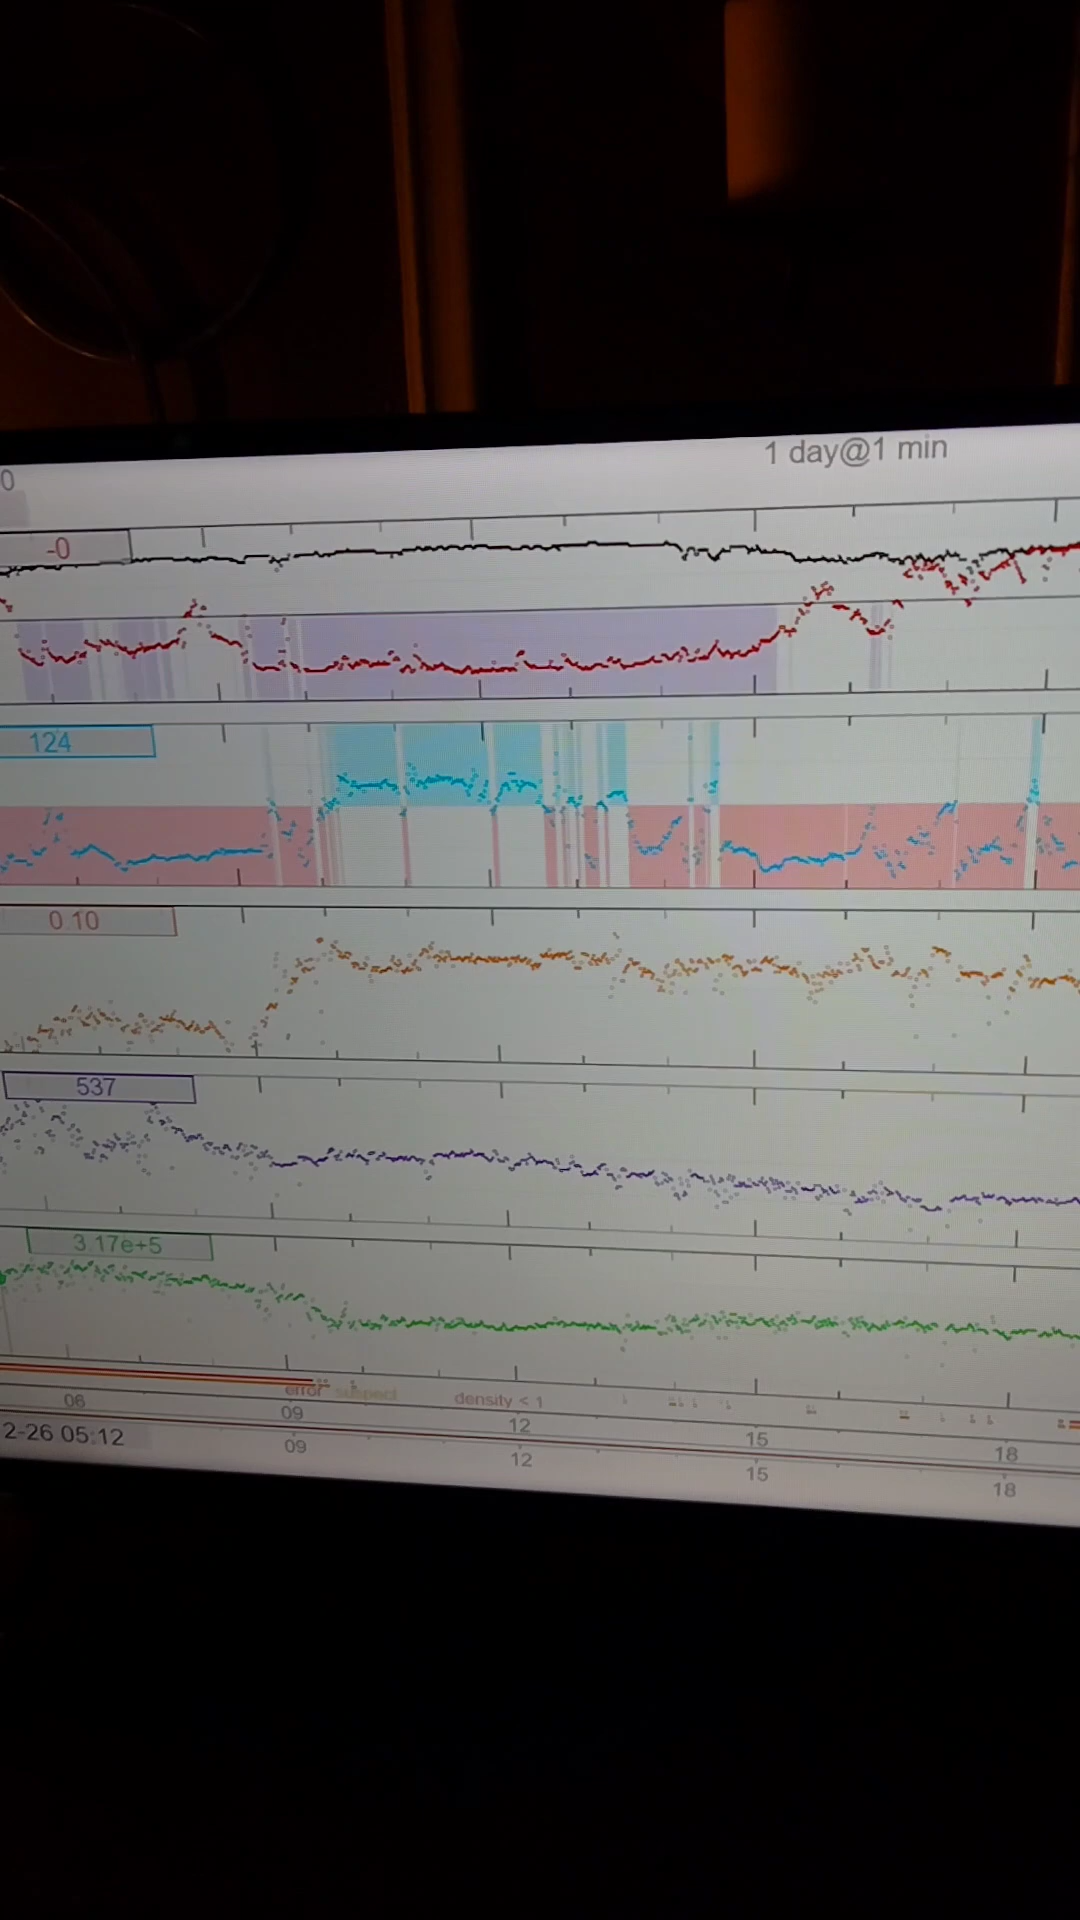 0
1 day@1 min
-0
124
0.10
537
3.17e+5
error suspect density < 1
06 09 12 15 18
2-26 05:12 09 12 15 18